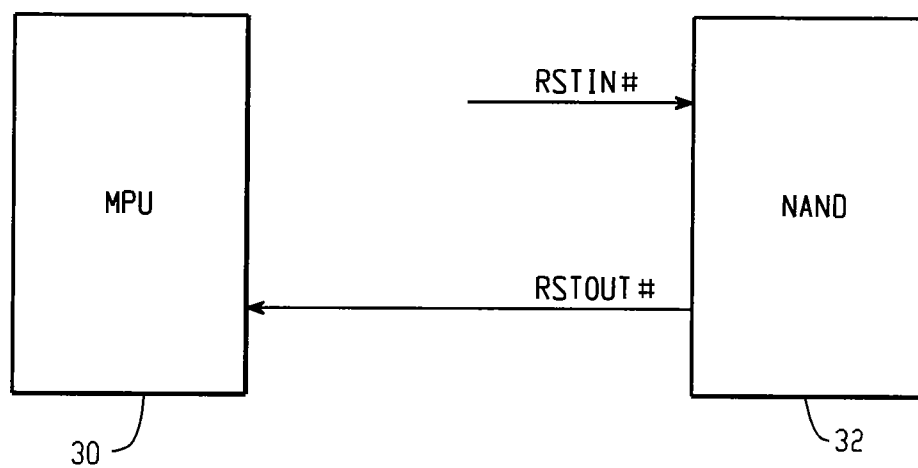 RSTIN#
MPU
NAND
RSTOUT#
30
32